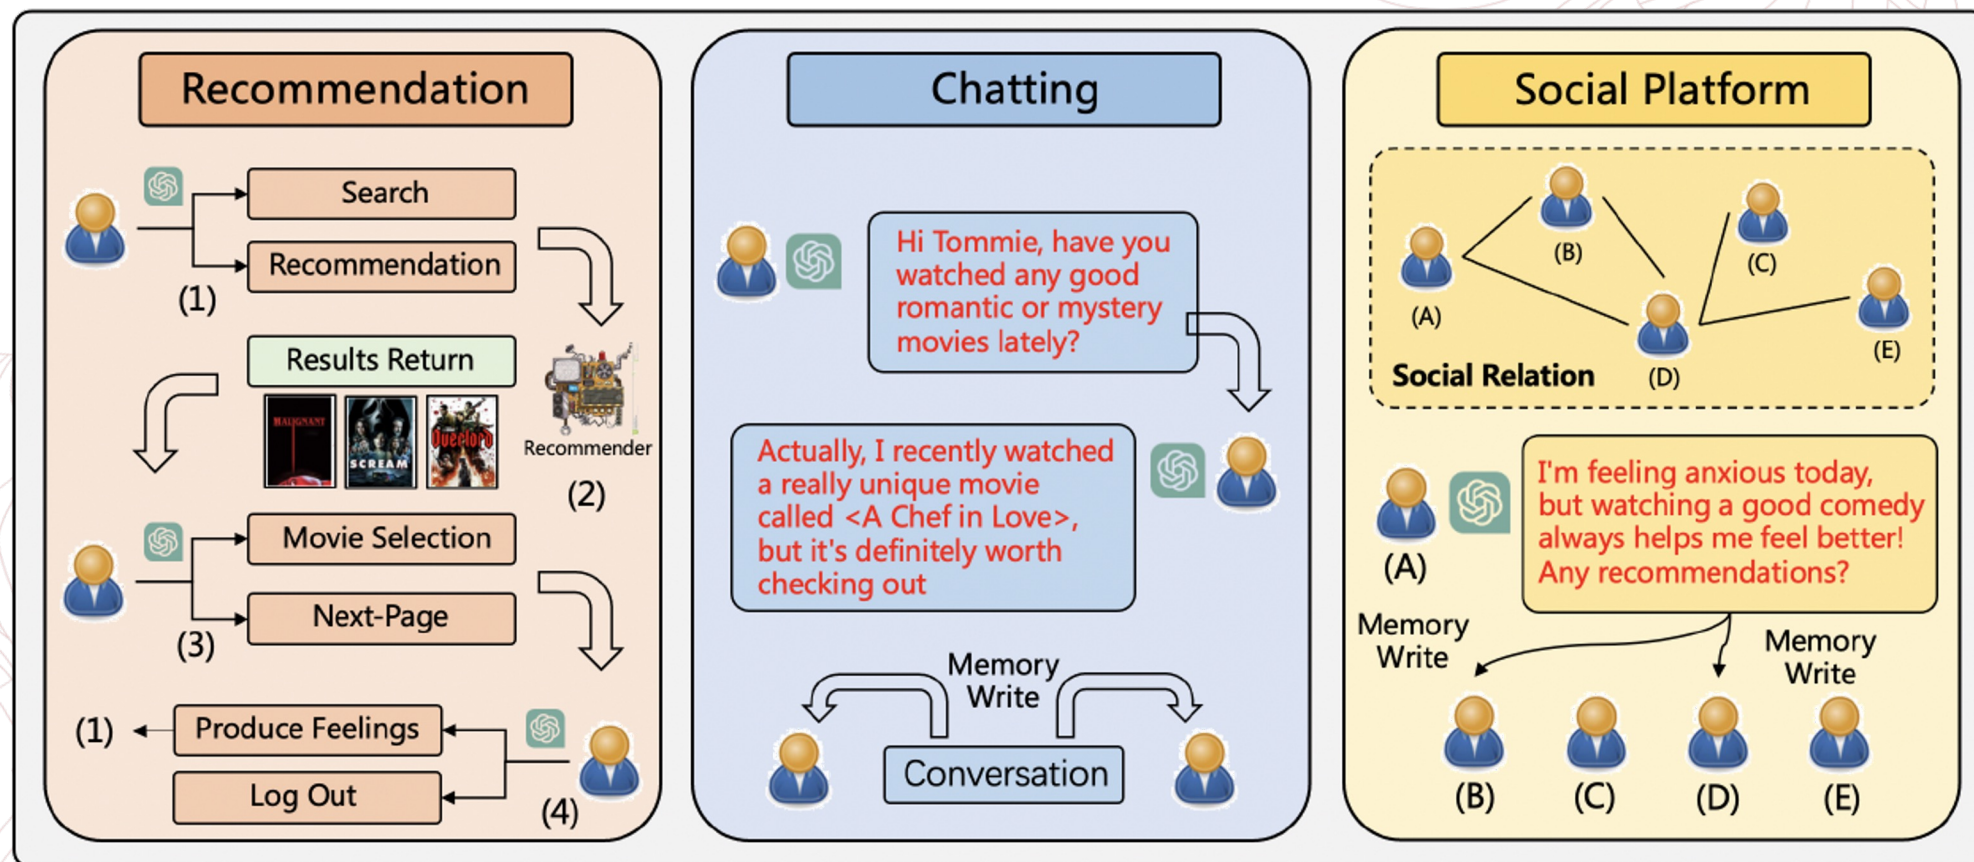 Recommendation
Search
Recommendation
(1)
Results Return
MALIGNANT
SCREAM
Overlord
Recommender
(2)
Movie Selection
Next-Page
(3)
(1)
Produce Feelings
Log Out
(4)
Chatting
Hi Tommie, have you
watched any good
romantic or mystery
movies lately?
Actually, I recently watched
a really unique movie
called <A Chef in Love>,
but it's definitely worth
checking out
Memory
Write
Conversation
Social Platform
(A)
(B)
(C)
(D)
(E)
Social Relation
(A)
I'm feeling anxious today,
but watching a good comedy
always helps me feel better!
Any recommendations?
Memory
Write
Memory
Write
(B)
(C)
(D)
(E)